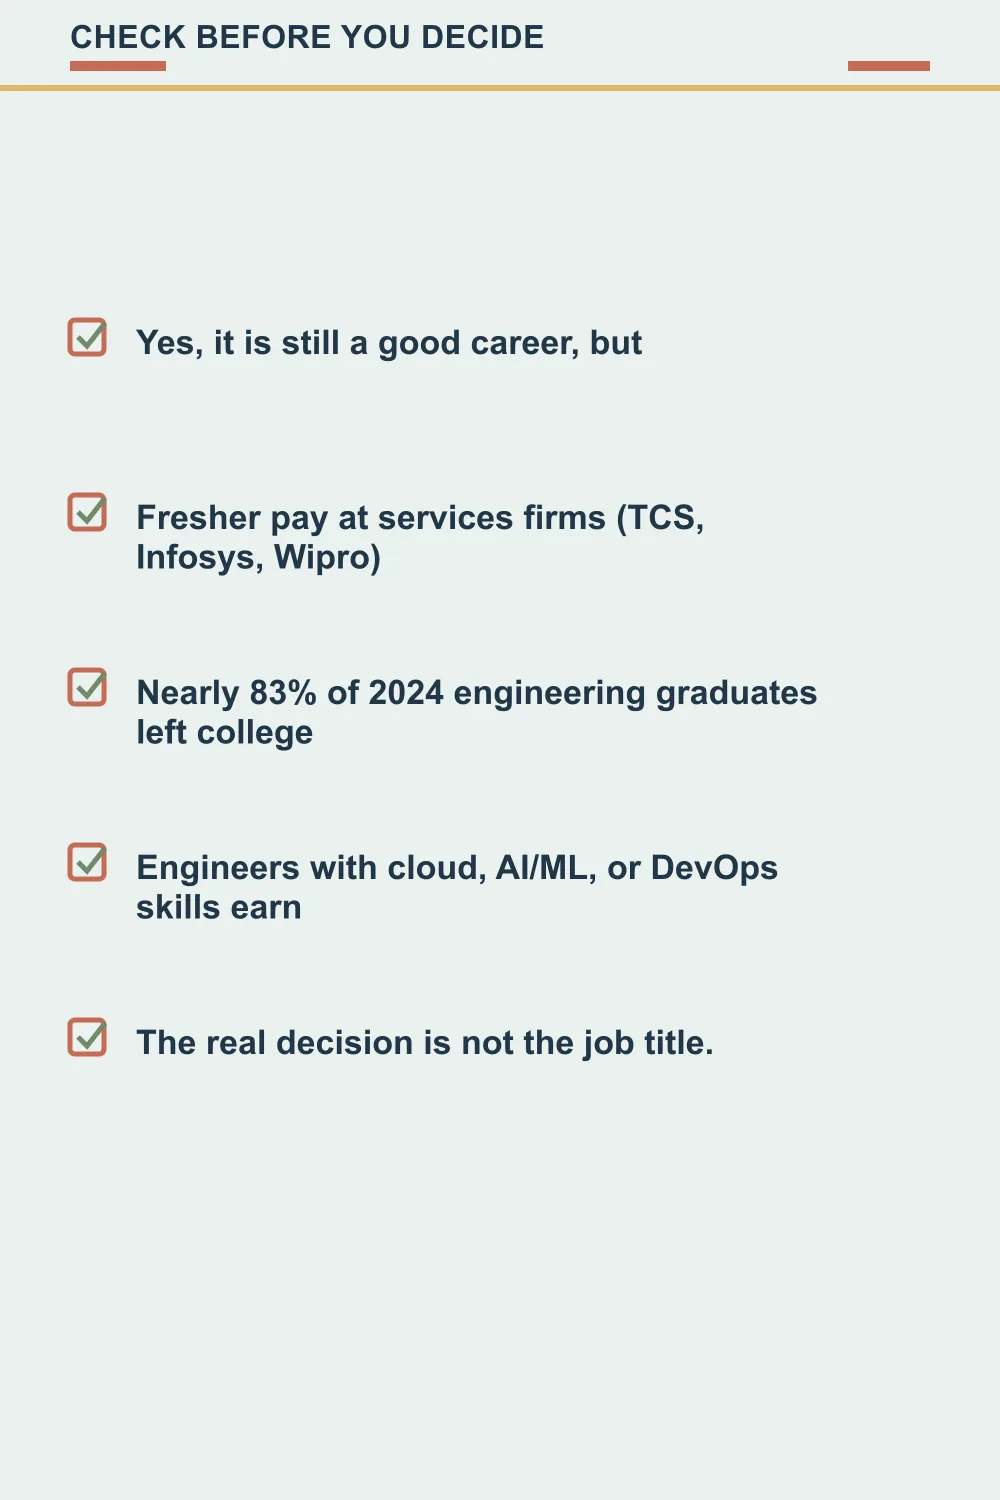 CHECK BEFORE YOU DECIDE
Yes, it is still a good career, but
Fresher pay at services firms (TCS,
Infosys, Wipro)
Nearly 83% of 2024 engineering graduates
left college
Engineers with cloud, AI/ML, or DevOps
skills earn
The real decision is not the job title.